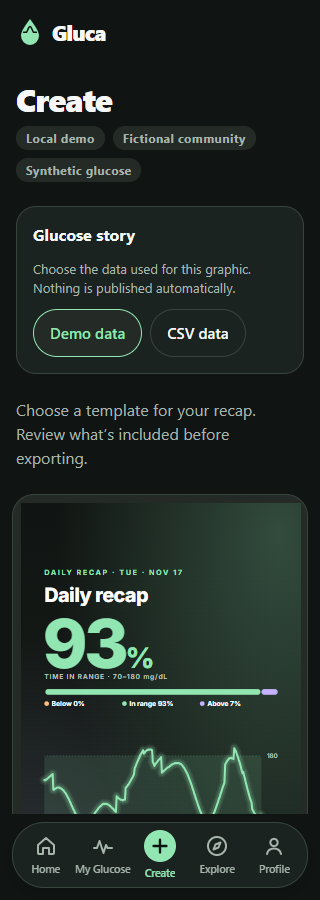 Gluca
Create
Local demo
Fictional community
Synthetic glucose
Glucose story
Choose the data used for this graphic.
Nothing is published automatically.
Demo data
CSV data
Choose a template for your recap.
Review what's included before
exporting.
DAILY RECAP · TUE · NOV 17
Daily recap
93%
TIME IN RANGE · 70–180 mg/dL
Below 0%
In range 93%
Above 7%
180
Home
My Glucose
Create
Explore
Profile